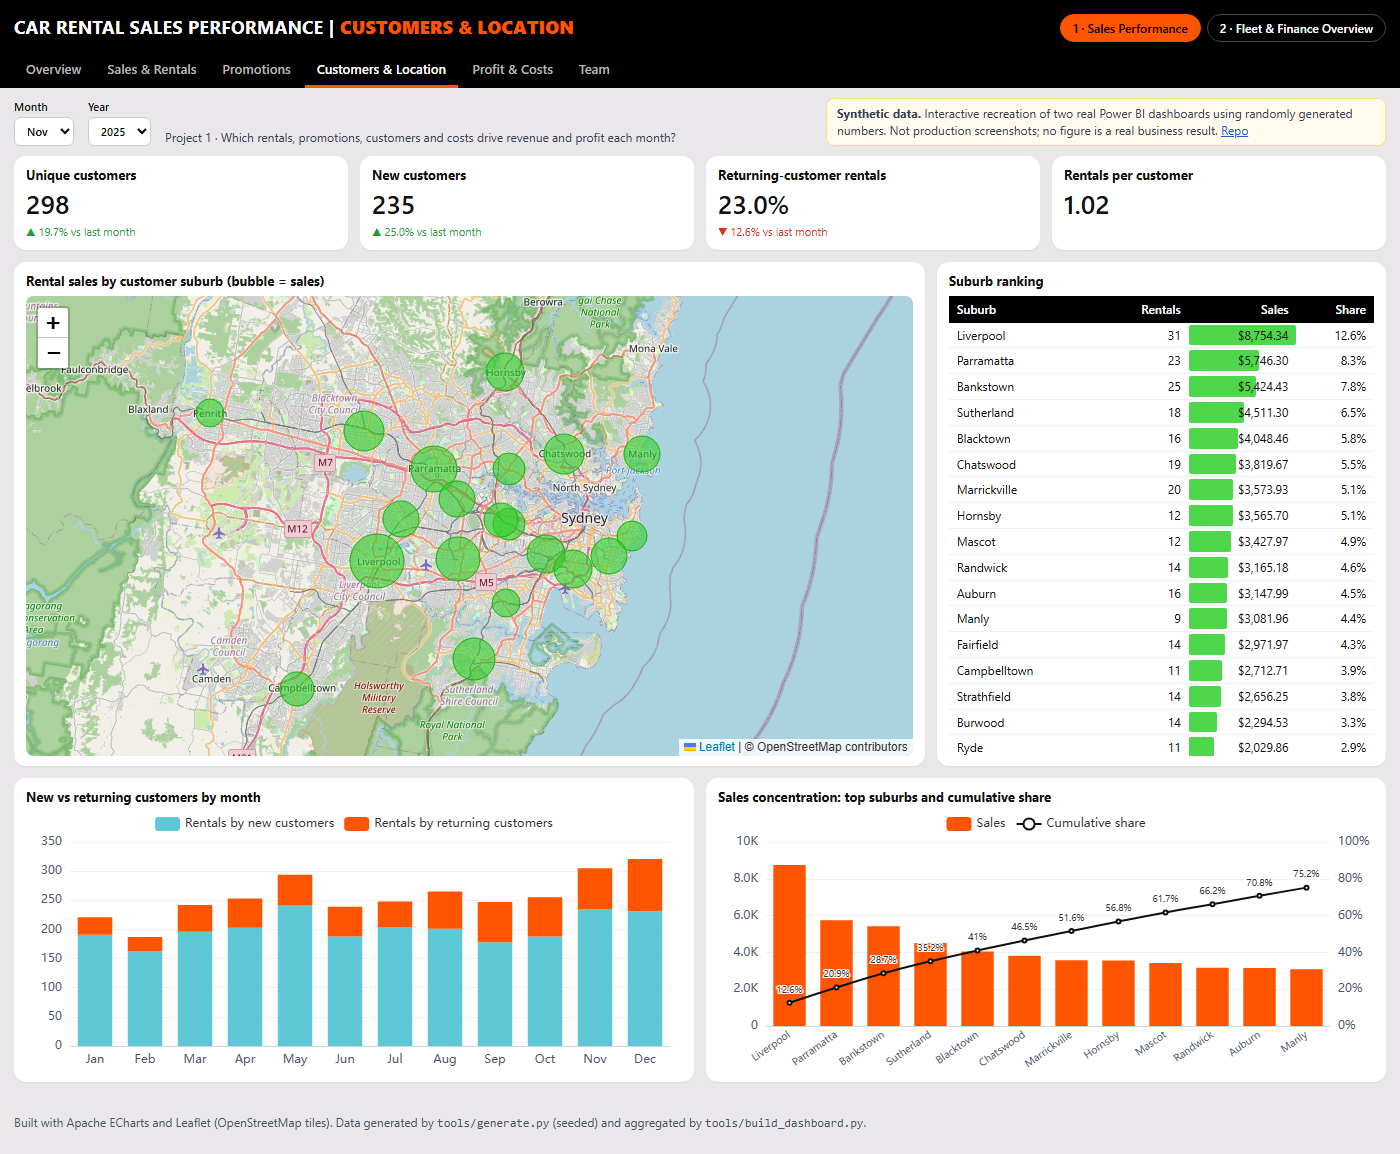 CAR RENTAL SALES PERFORMANCE | CUSTOMERS & LOCATION
1 · Sales Performance
2 · Fleet & Finance Overview
Overview
Sales & Rentals
Promotions
Customers & Location
Profit & Costs
Team
Month
Year
Nov
2025
Project 1 · Which rentals, promotions, customers and costs drive revenue and profit each month?
Synthetic data. Interactive recreation of two real Power BI dashboards using randomly generated
numbers. Not production screenshots; no figure is a real business result. Repo
Unique customers
298
▲ 19.7% vs last month
New customers
235
▲ 25.0% vs last month
Returning-customer rentals
23.0%
▼ 12.6% vs last month
Rentals per customer
1.02
Rental sales by customer suburb (bubble = sales)
+
−
Berowra
gai Chase
National
Park
Mona Vale
Faulconbridge
elbrook
Blaxland
Penrith
Hornsby
Blacktown
City Council
M7
Parramatta
Chatswood
Manly
Port Jackson
North Sydney
Sydney
M12
Liverpool
Liverpool
City Council
M5
agorang
onservation
Area
gorang
Camden
Council
Camden
Campbelltown
Holsworthy
Military
Reserve
Sutherland
Shire Council
Royal National
Park
Leaflet | © OpenStreetMap contributors
Suburb ranking
Suburb Rentals Sales Share
Liverpool 31 $8,754.34 12.6%
Parramatta 23 $5,746.30 8.3%
Bankstown 25 $5,424.43 7.8%
Sutherland 18 $4,511.30 6.5%
Blacktown 16 $4,048.46 5.8%
Chatswood 19 $3,819.67 5.5%
Marrickville 20 $3,573.93 5.1%
Hornsby 12 $3,565.70 5.1%
Mascot 12 $3,427.97 4.9%
Randwick 14 $3,165.18 4.6%
Auburn 16 $3,147.99 4.5%
Manly 9 $3,081.96 4.4%
Fairfield 14 $2,971.97 4.3%
Campbelltown 11 $2,712.71 3.9%
Strathfield 14 $2,656.25 3.8%
Burwood 14 $2,294.53 3.3%
Ryde 11 $2,029.86 2.9%
New vs returning customers by month
Rentals by new customers
Rentals by returning customers
350
300
250
200
150
100
50
0
Jan Feb Mar Apr May Jun Jul Aug Sep Oct Nov Dec
Sales concentration: top suburbs and cumulative share
Sales
Cumulative share
10K
8.0K
6.0K
4.0K
2.0K
0
100%
80%
60%
40%
20%
0%
12.6%
20.9%
28.7%
35.2%
41%
46.5%
51.6%
56.8%
61.7%
66.2%
70.8%
75.2%
Liverpool
Parramatta
Bankstown
Sutherland
Blacktown
Chatswood
Marrickville
Hornsby
Mascot
Randwick
Auburn
Manly
Built with Apache ECharts and Leaflet (OpenStreetMap tiles). Data generated by tools/generate.py (seeded) and aggregated by tools/build_dashboard.py.